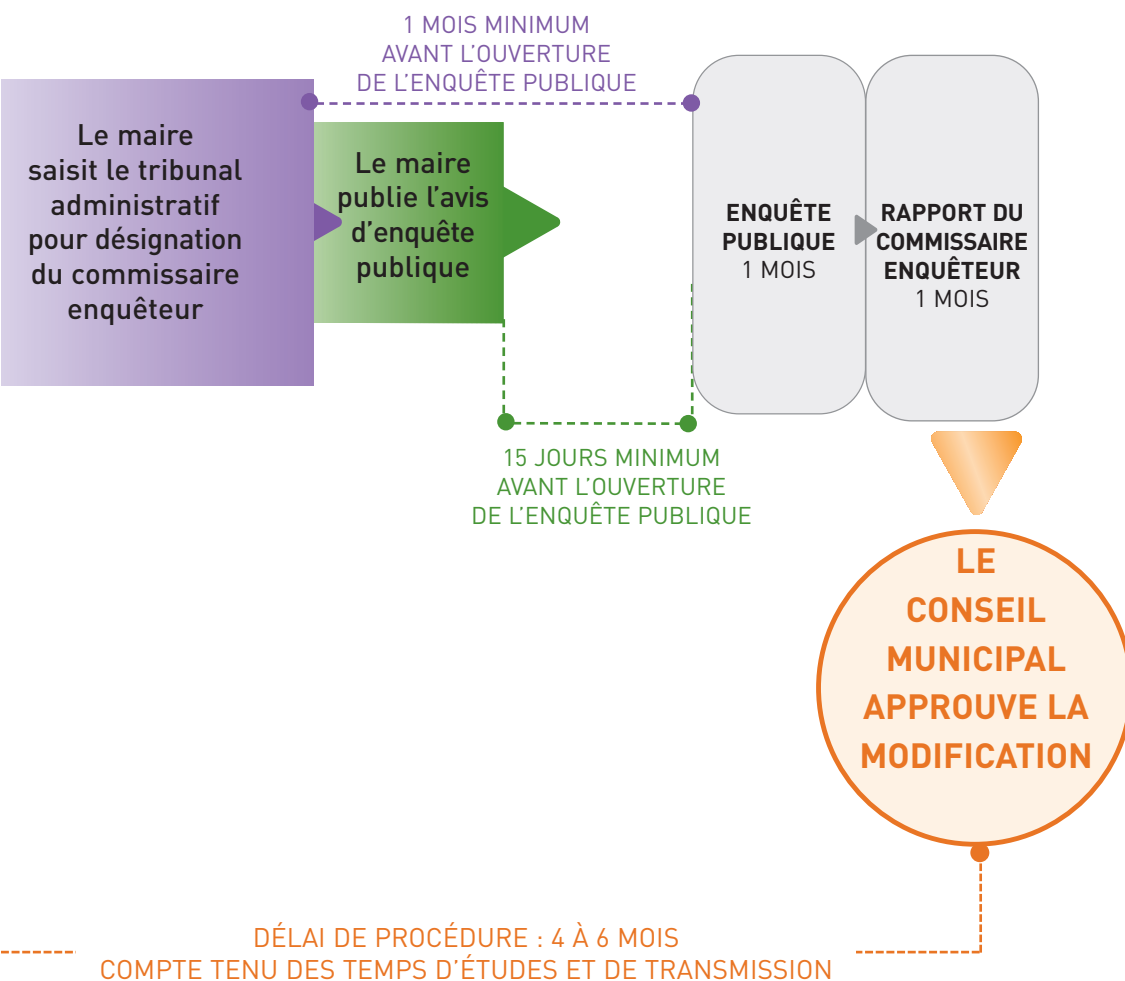 1 MOIS MINIMUM
AVANT L'OUVERTURE
DE L'ENQUÊTE PUBLIQUE
Le maire
saisit le tribunal
administratif
pour désignation
du commissaire
enquêteur
Le maire
publie l'avis
d'enquête
publique
ENQUÊTE
PUBLIQUE
1 MOIS
RAPPORT DU
COMMISSAIRE
ENQUÊTEUR
1 MOIS
15 JOURS MINIMUM
AVANT L'OUVERTURE
DE L'ENQUÊTE PUBLIQUE
LE
CONSEIL
MUNICIPAL
APPROUVE LA
MODIFICATION
DÉLAI DE PROCÉDURE : 4 À 6 MOIS
COMPTE TENU DES TEMPS D'ÉTUDES ET DE TRANSMISSION